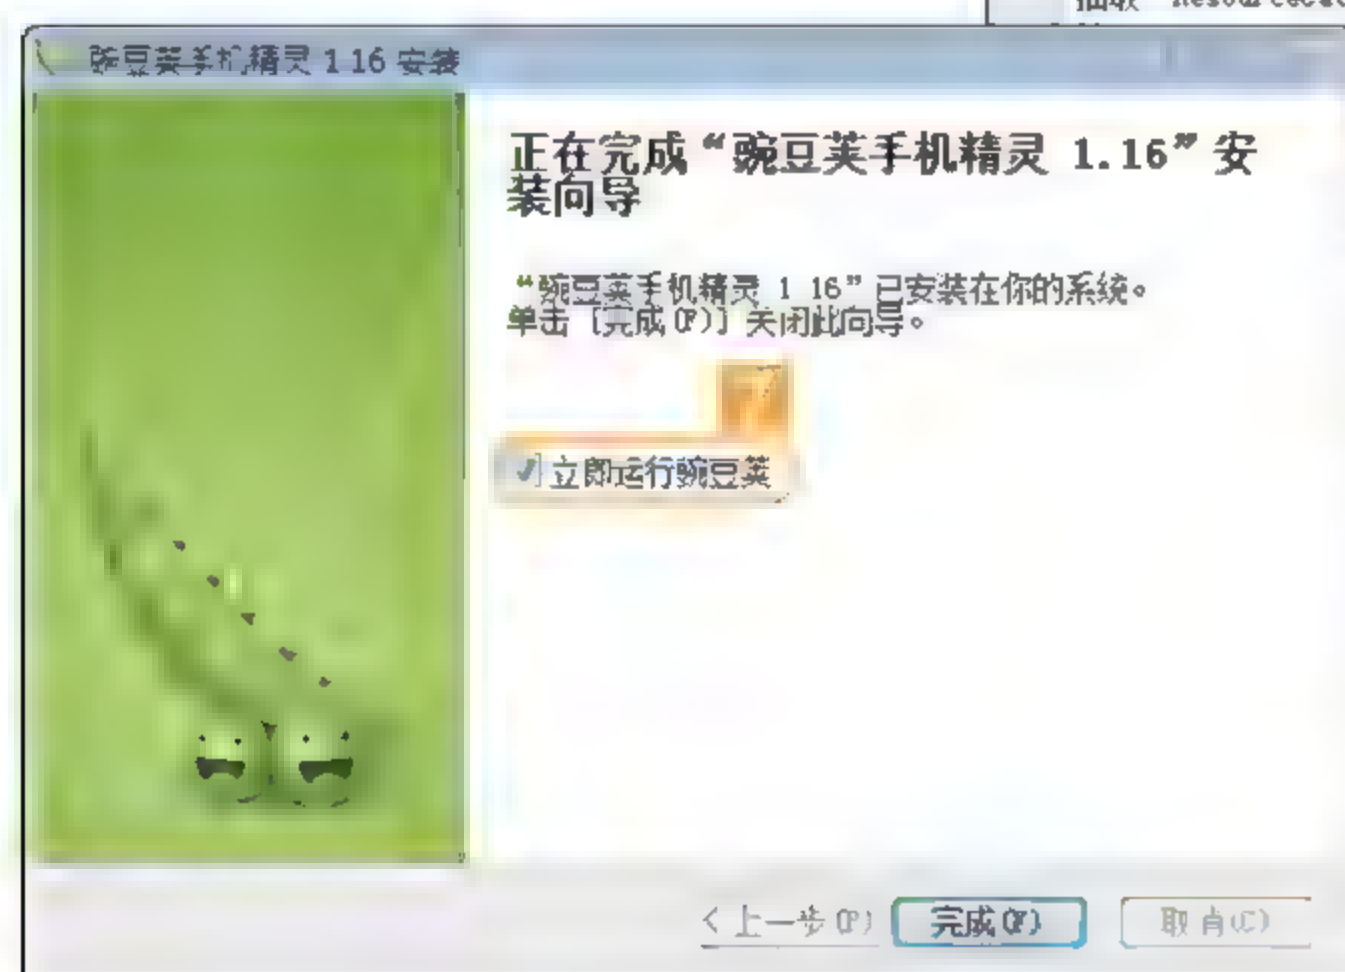 豌豆荚手机精灵 1.16 安装
正在完成“豌豆荚手机精灵 1.16”安
装向导
“豌豆荚手机精灵 1.16”已安装在你的系统。
单击 [完成(F)] 关闭此向导。
立即运行豌豆荚
<上一步(P) 完成(F) 取消(C)